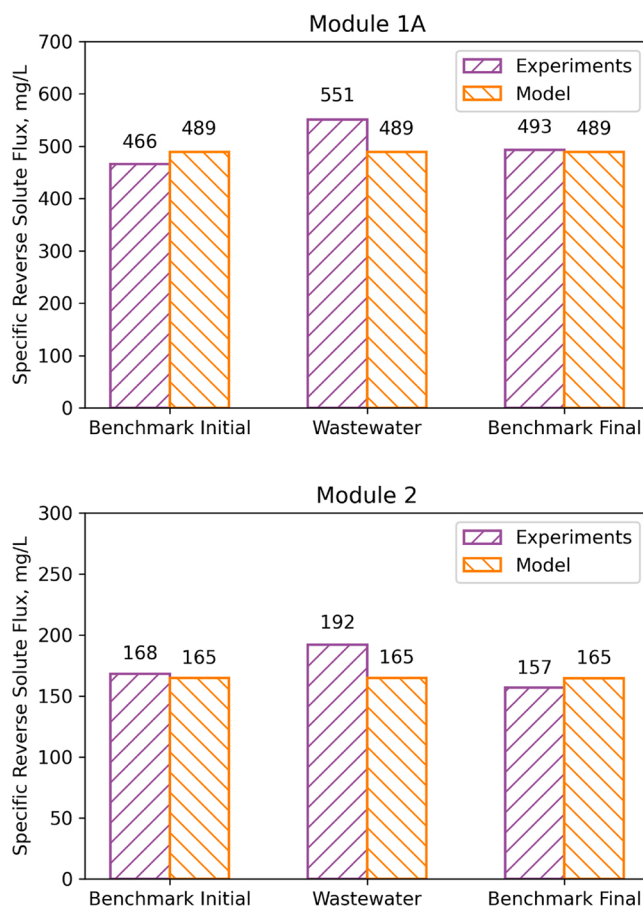 Module 1A
Specific Reverse Solute Flux, mg/L
700
600
500
400
300
200
100
0
Experiments
Model
466
489
551
489
493
489
Benchmark Initial
Wastewater
Benchmark Final
Module 2
Specific Reverse Solute Flux, mg/L
300
250
200
150
100
50
0
Experiments
Model
168
165
192
165
157
165
Benchmark Initial
Wastewater
Benchmark Final